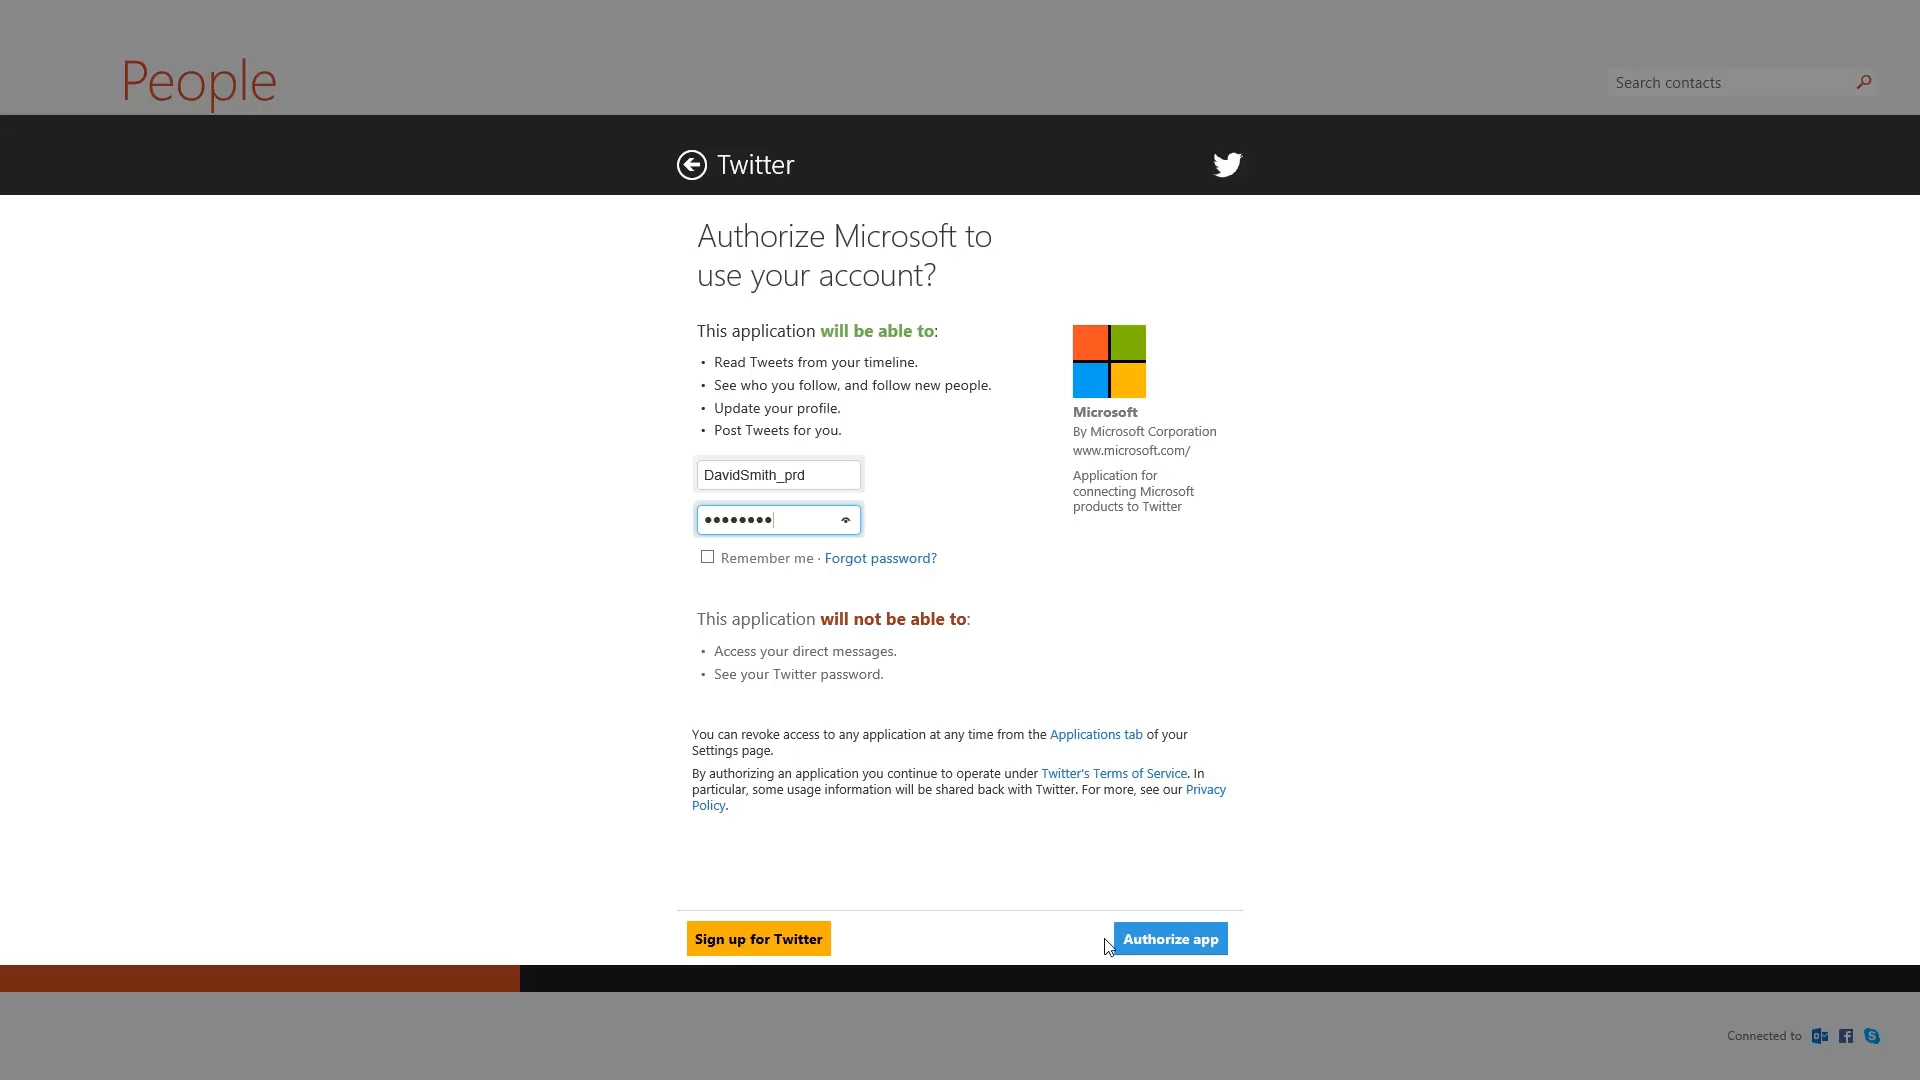 People
Search contacts
Twitter
Authorize Microsoft to
use your account?
This application will be able to:
• Read Tweets from your timeline.
• See who you follow, and follow new people.
• Update your profile.
• Post Tweets for you.
Microsoft
By Microsoft Corporation
www.microsoft.com/
Application for
connecting Microsoft
products to Twitter
DavidSmith_prd
••••••••
Remember me · Forgot password?
This application will not be able to:
• Access your direct messages.
• See your Twitter password.
You can revoke access to any application at any time from the Applications tab of your
Settings page.
By authorizing an application you continue to operate under Twitter's Terms of Service. In
particular, some usage information will be shared back with Twitter. For more, see our Privacy
Policy.
Sign up for Twitter
Authorize app
Connected to